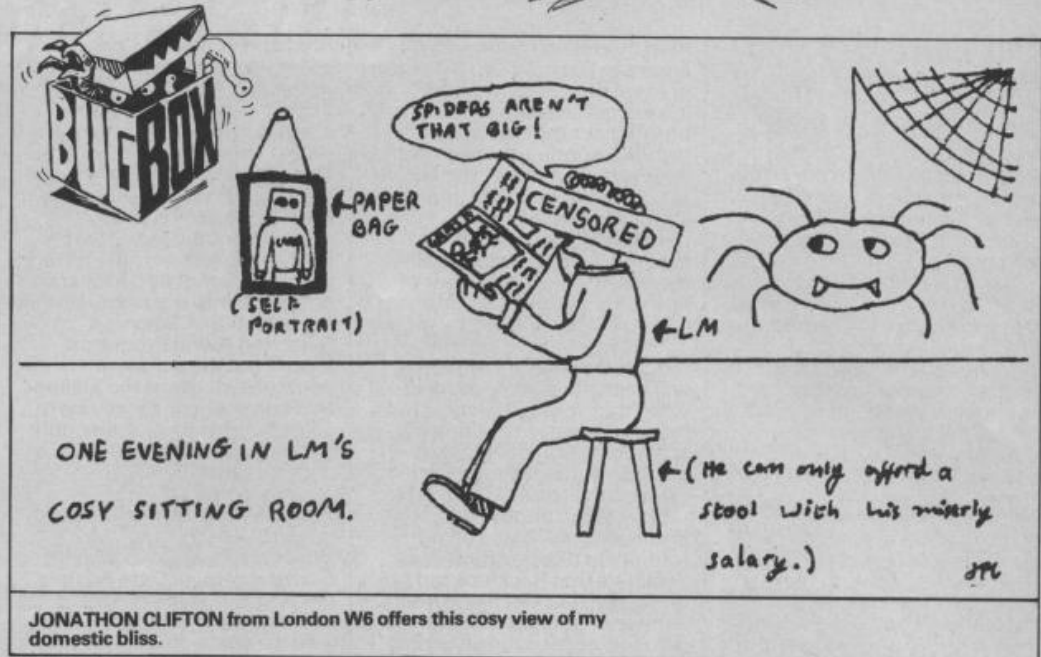 BUGBOX
SPIDERS AREN'T
THAT BIG!
CENSORED
PAPER
BAG
(SELF
PORTRAIT)
LM
ONE EVENING IN LM'S
COSY SITTING ROOM.
(He can only afford a
stool with his miserly
salary.)
JONATHON CLIFTON from London W6 offers this cosy view of my
domestic bliss.